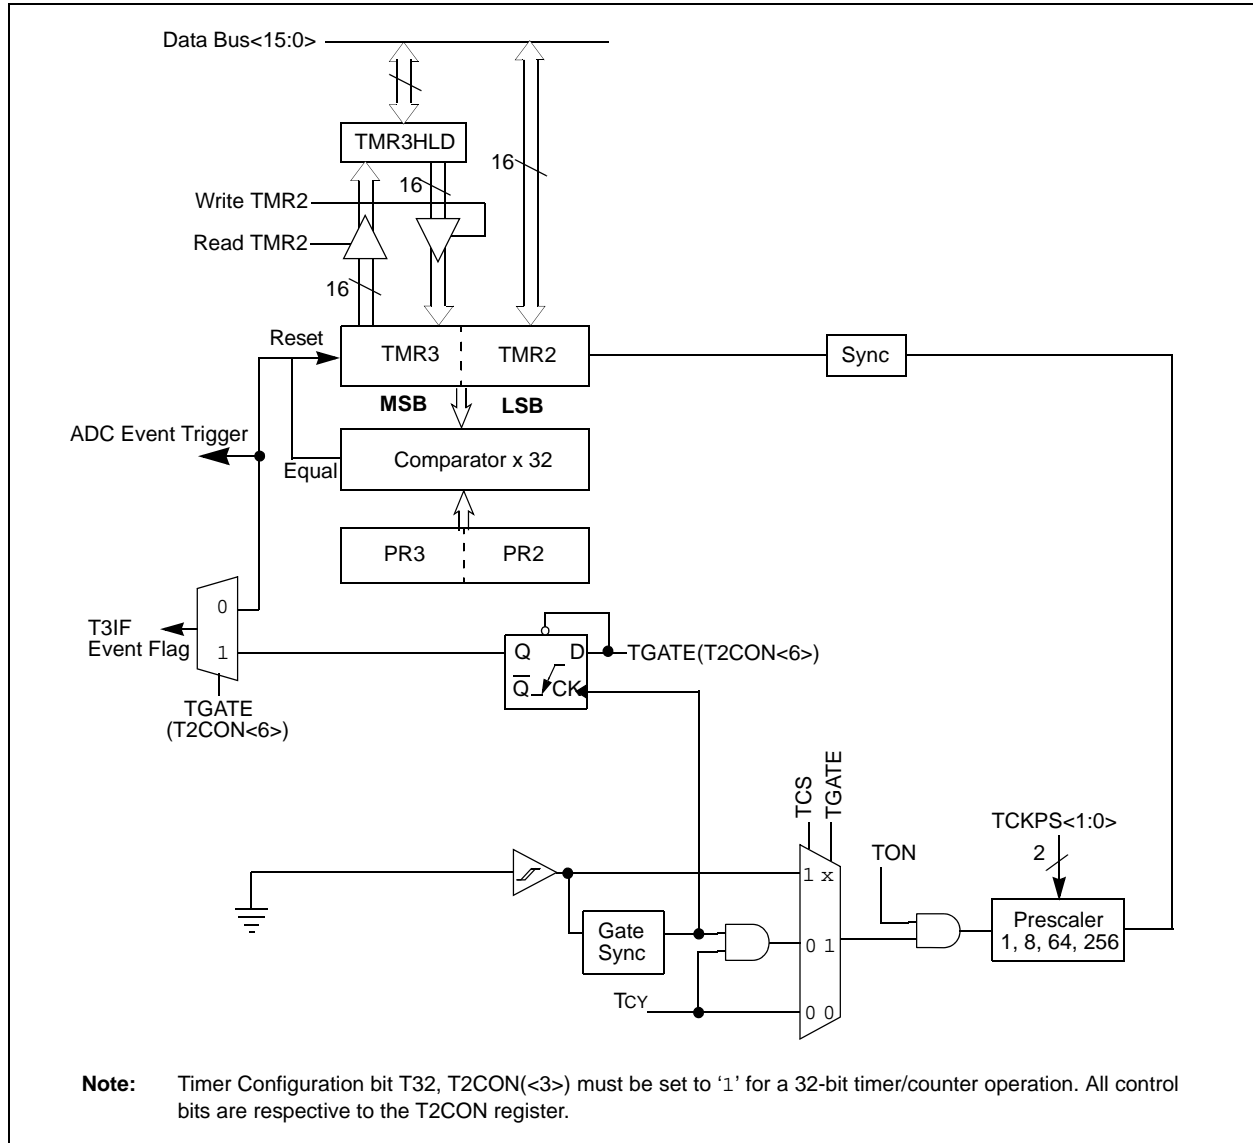 Data Bus<15:0>
TMR3HLD
16
16
Write TMR2
Read TMR2
16
Reset
TMR3
TMR2
Sync
MSB
LSB
ADC Event Trigger
Equal
Comparator x 32
PR3
PR2
0
T3IF
Event Flag
1
Q
D
TGATE(T2CON<6>)
Q
CK
TGATE
(T2CON<6>)
TCS
TGATE
TCKPS<1:0>
2
TON
1 x
Prescaler
1, 8, 64, 256
Gate
Sync
0 1
TCY
0 0
Note: Timer Configuration bit T32, T2CON(<3>) must be set to ‘1’ for a 32-bit timer/counter operation. All control
bits are respective to the T2CON register.